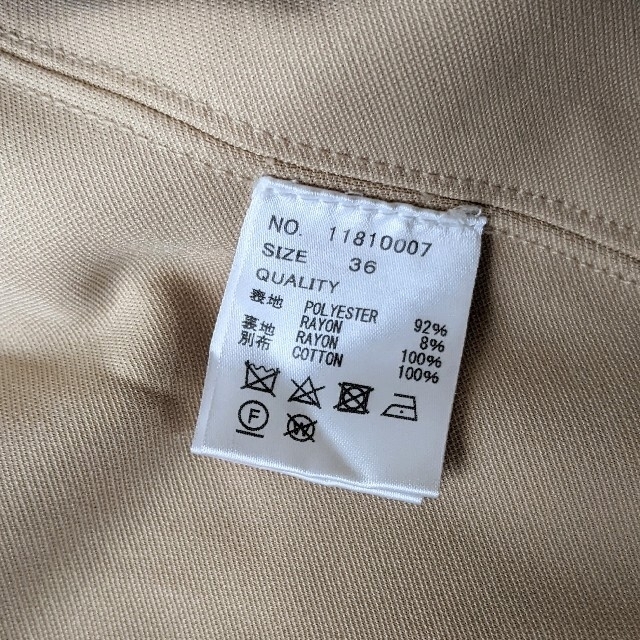 NO. 11810007
SIZE 36
QUALITY
表地 POLYESTER 92%
RAYON 8%
裏地 RAYON 100%
別布 COTTON 100%
F
W